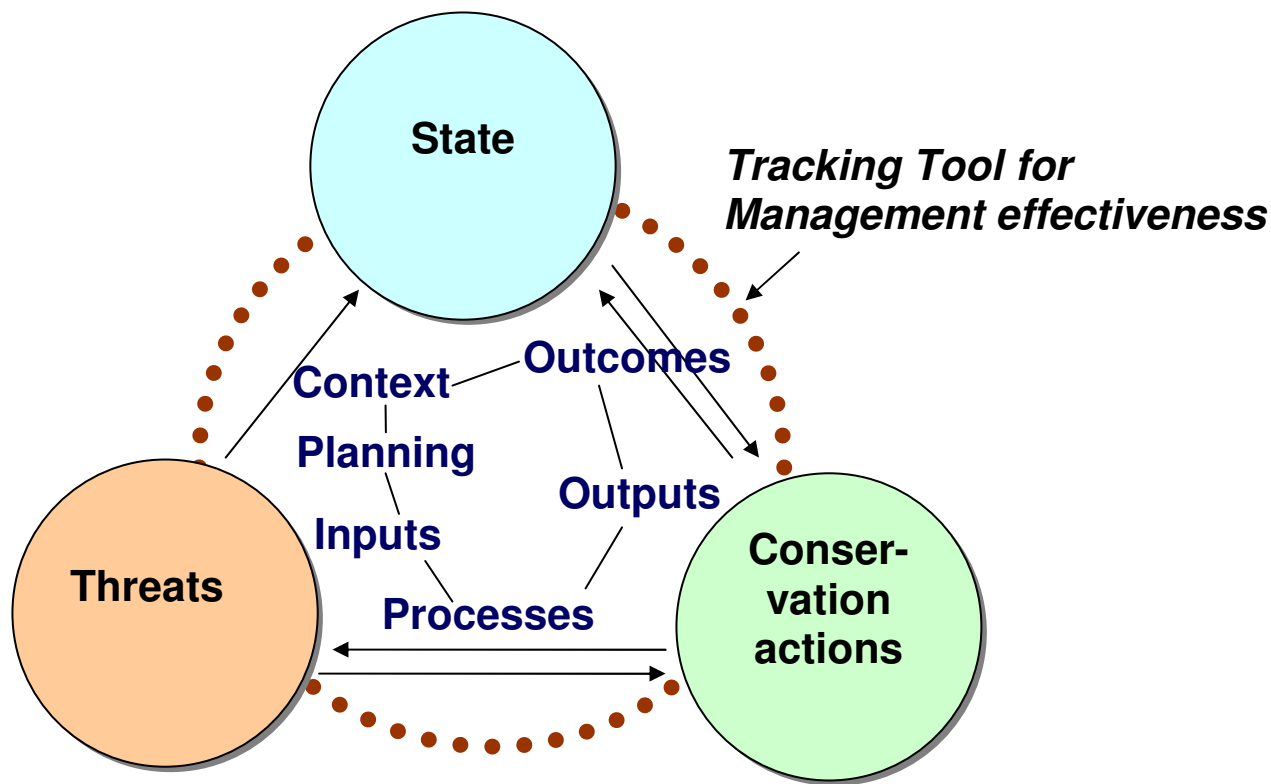 State
Tracking Tool for
Management effectiveness
Outcomes
Context
Planning
Outputs
Inputs
Processes
Threats
Conser-
vation
actions